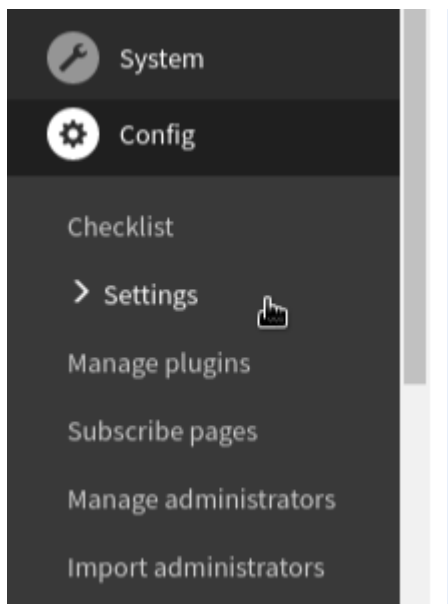 System
Config
Checklist
Settings
Manage plugins
Subscribe pages
Manage administrators
Import administrators